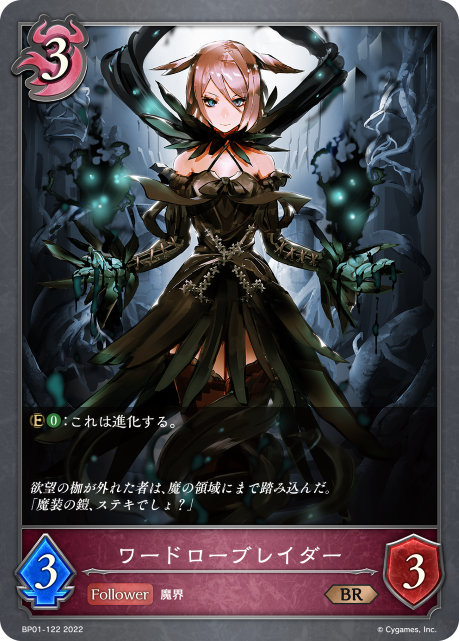 3
E 0：これは進化する。
欲望の枷が外れた者は、魔の領域にまで踏み込んだ。
「魔装の鎧、ステキでしょ？」
ワードローブレイダー
3
Follower 魔界
BR
3
BP01-122 2022
© Cygames, Inc.